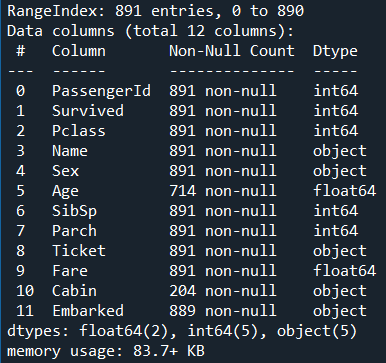 RangeIndex: 891 entries, 0 to 890
Data columns (total 12 columns):
 #   Column       Non-Null Count  Dtype
---  ------       --------------  -----
 0   PassengerId  891 non-null    int64
 1   Survived     891 non-null    int64
 2   Pclass       891 non-null    int64
 3   Name         891 non-null    object
 4   Sex          891 non-null    object
 5   Age          714 non-null    float64
 6   SibSp        891 non-null    int64
 7   Parch        891 non-null    int64
 8   Ticket       891 non-null    object
 9   Fare         891 non-null    float64
 10  Cabin        204 non-null    object
 11  Embarked     889 non-null    object
dtypes: float64(2), int64(5), object(5)
memory usage: 83.7+ KB